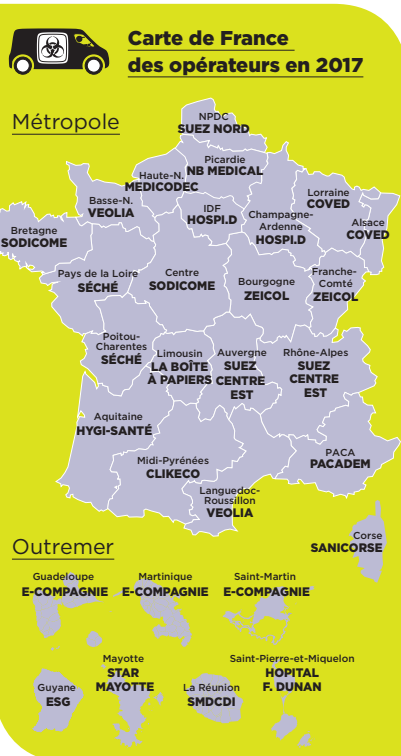 Carte de France
des opérateurs en 2017
Métropole
NPDC
SUEZ NORD
Picardie
NB MEDICAL
Haute-N.
MEDICODEC
Basse-N.
VEOLIA
IDF
HOSPI.D
Champagne-
Ardenne
HOSPI.D
Lorraine
COVED
Alsace
COVED
Bretagne
SODICOME
Pays de la Loire
SÉCHÉ
Centre
SODICOME
Bourgogne
ZEICOL
Franche-
Comté
ZEICOL
Poitou-
Charentes
SÉCHÉ
Limousin
LA BOÎTE
À PAPIERS
Auvergne
SUEZ
CENTRE
EST
Rhône-Alpes
SUEZ
CENTRE
EST
Aquitaine
HYGI-SANTÉ
Midi-Pyrénées
CLIKECO
PACA
PACADEM
Languedoc-
Roussillon
VEOLIA
Corse
SANICORSE
Outremer
Guadeloupe
E-COMPAGNIE
Martinique
E-COMPAGNIE
Saint-Martin
E-COMPAGNIE
Guyane
ESG
Mayotte
STAR
MAYOTTE
La Réunion
SMDCDI
Saint-Pierre-et-Miquelon
HOPITAL
F. DUNAN